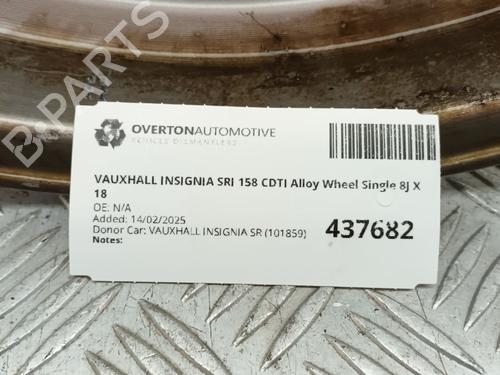 B PARTS
OVERTONAUTOMOTIVE
VEHICLE DISMANTLERS
VAUXHALL INSIGNIA SRI 158 CDTI Alloy Wheel Single 8J X
18
OE: N/A
Added: 14/02/2025
Donor Car: VAUXHALL INSIGNIA SR (101859)
437682
Notes: